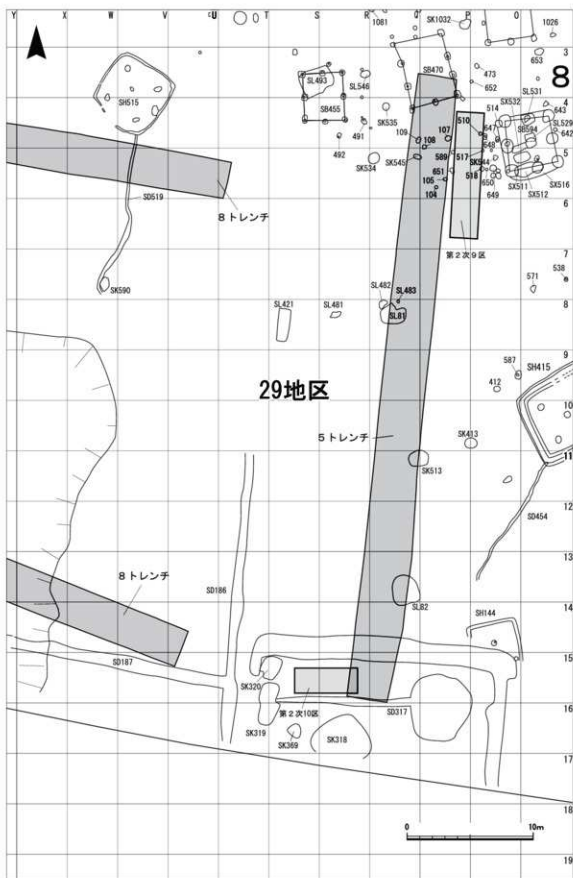 Y X W V U T S R Q P O
1081 SK1032 1026
3
653
SL493 SL546 SB470 473
8
SH515 SB455 652 SX532 SL531
4
SK535 514 643
109 107 510 647 SB594 SL529
108 642
492 491 648
5
SK534 SK545 589 517 SK544
105 651 518 650 SX511 SX516
104 649 SX512
8トレンチ
6
SD519
第2次9区
7
SK590 SL482 SL483 571 538
SL421 SL481 8
SL81
9
587 SH415
29地区 412
10
5トレンチ SK413
11
SK513
12
SD454
13
8トレンチ SD186 SL82
14
SH144
SD187 15
SK320
第2次10区 SD317 16
SK319
SK369 SK318
17
18
0 10m
19